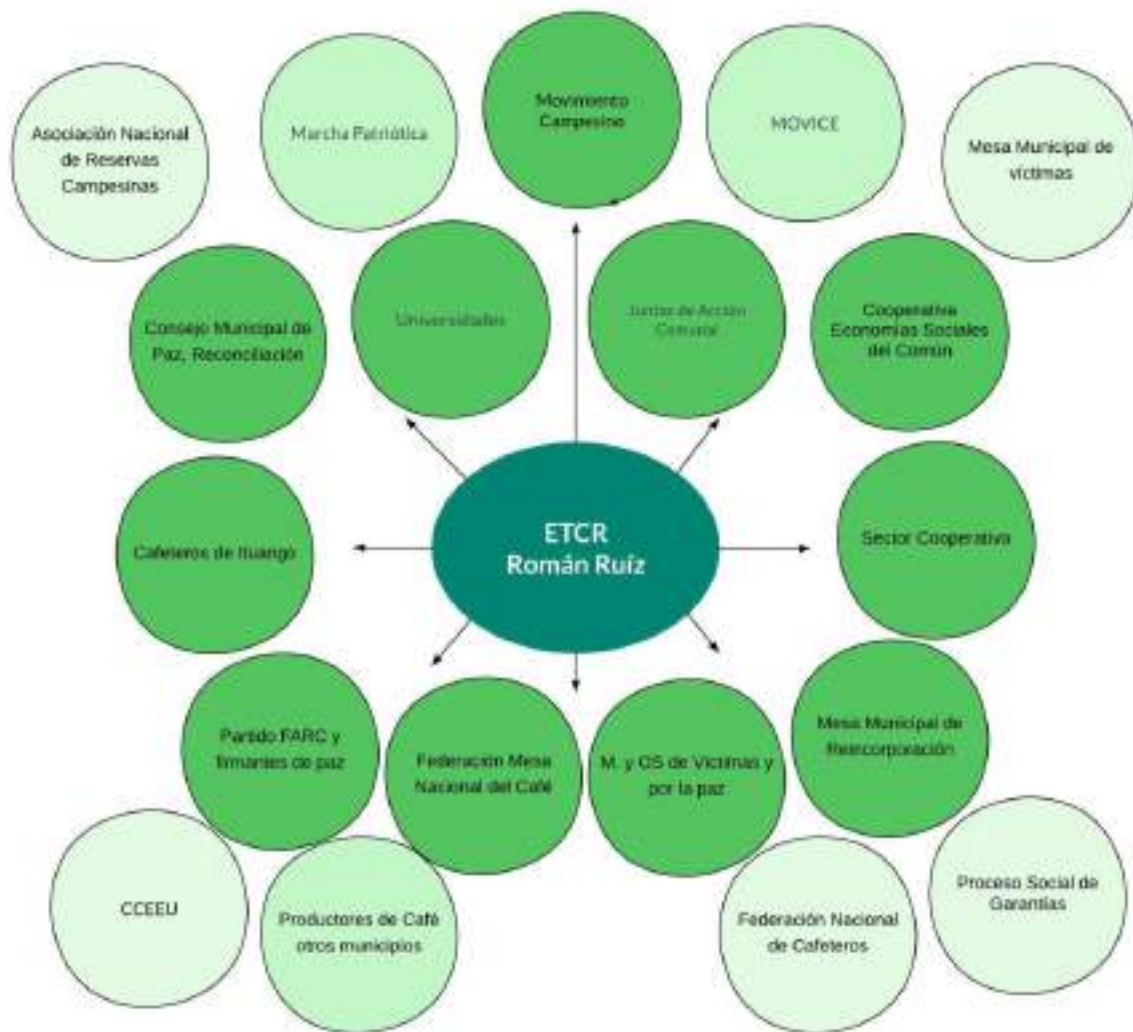 Movimiento
Campesino
Marcha Patriótica
MOVICE
Asociación Nacional
de Reservas
Campesinas
Mesa Municipal de
víctimas
Universidades
Juntas de Acción
Comunal
Consejo Municipal de
Paz, Reconciliación
Cooperativa
Economías Sociales
del Común
ETCR
Román Ruíz
Cafeteros de Ituango
Sector Cooperativa
Partido FARC y
firmantes de paz
Federación Mesa
Nacional del Café
M. y OS de Víctimas y
por la paz
Mesa Municipal de
Reincorporación
CCEEU
Productores de Café
otros municipios
Federación Nacional
de Cafeteros
Proceso Social de
Garantías